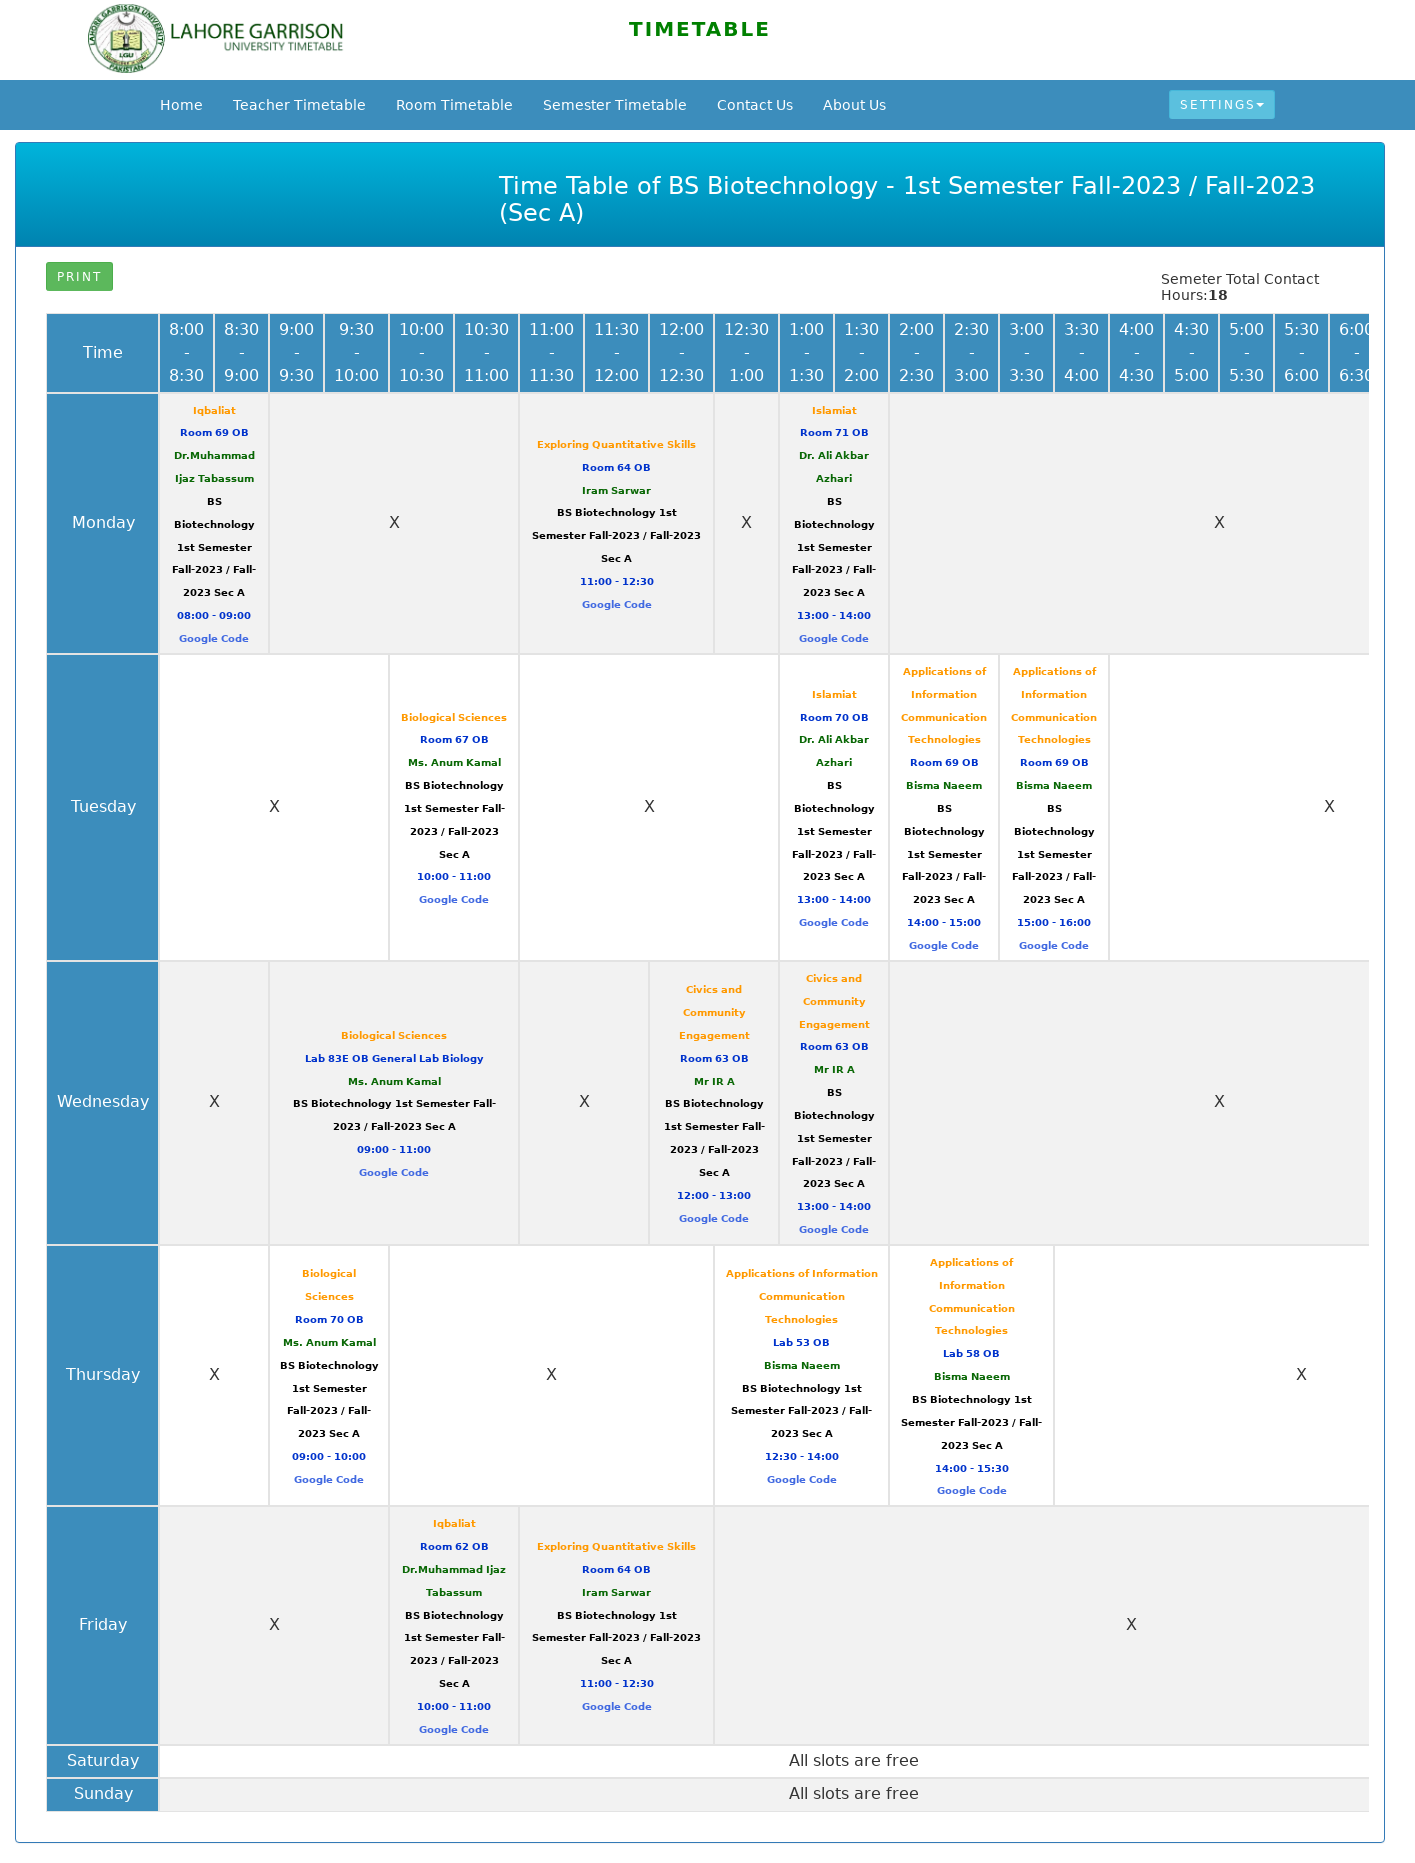 LAHORE GARRISON UNIVERSITY
LGU
PAKISTAN
LAHORE GARRISON
UNIVERSITY TIMETABLE
TIMETABLE
Home
Teacher Timetable
Room Timetable
Semester Timetable
Contact Us
About Us
SETTINGS
Time Table of BS Biotechnology - 1st Semester Fall-2023 / Fall-2023
(Sec A)
PRINT
Semeter Total Contact
Hours:18
Time
8:00
-
8:30
8:30
-
9:00
9:00
-
9:30
9:30
-
10:00
10:00
-
10:30
10:30
-
11:00
11:00
-
11:30
11:30
-
12:00
12:00
-
12:30
12:30
-
1:00
1:00
-
1:30
1:30
-
2:00
2:00
-
2:30
2:30
-
3:00
3:00
-
3:30
3:30
-
4:00
4:00
-
4:30
4:30
-
5:00
5:00
-
5:30
5:30
-
6:00
6:00
-
6:30
Monday
Iqbaliat
Room 69 OB
Dr.Muhammad
Ijaz Tabassum
BS
Biotechnology
1st Semester
Fall-2023 / Fall-
2023 Sec A
08:00 - 09:00
Google Code
X
Exploring Quantitative Skills
Room 64 OB
Iram Sarwar
BS Biotechnology 1st
Semester Fall-2023 / Fall-2023
Sec A
11:00 - 12:30
Google Code
X
Islamiat
Room 71 OB
Dr. Ali Akbar
Azhari
BS
Biotechnology
1st Semester
Fall-2023 / Fall-
2023 Sec A
13:00 - 14:00
Google Code
X
Tuesday
X
Biological Sciences
Room 67 OB
Ms. Anum Kamal
BS Biotechnology
1st Semester Fall-
2023 / Fall-2023
Sec A
10:00 - 11:00
Google Code
X
Islamiat
Room 70 OB
Dr. Ali Akbar
Azhari
BS
Biotechnology
1st Semester
Fall-2023 / Fall-
2023 Sec A
13:00 - 14:00
Google Code
Applications of
Information
Communication
Technologies
Room 69 OB
Bisma Naeem
BS
Biotechnology
1st Semester
Fall-2023 / Fall-
2023 Sec A
14:00 - 15:00
Google Code
Applications of
Information
Communication
Technologies
Room 69 OB
Bisma Naeem
BS
Biotechnology
1st Semester
Fall-2023 / Fall-
2023 Sec A
15:00 - 16:00
Google Code
X
Wednesday
X
Biological Sciences
Lab 83E OB General Lab Biology
Ms. Anum Kamal
BS Biotechnology 1st Semester Fall-
2023 / Fall-2023 Sec A
09:00 - 11:00
Google Code
X
Civics and
Community
Engagement
Room 63 OB
Mr IR A
BS Biotechnology
1st Semester Fall-
2023 / Fall-2023
Sec A
12:00 - 13:00
Google Code
Civics and
Community
Engagement
Room 63 OB
Mr IR A
BS
Biotechnology
1st Semester
Fall-2023 / Fall-
2023 Sec A
13:00 - 14:00
Google Code
X
Thursday
X
Biological
Sciences
Room 70 OB
Ms. Anum Kamal
BS Biotechnology
1st Semester
Fall-2023 / Fall-
2023 Sec A
09:00 - 10:00
Google Code
X
Applications of Information
Communication
Technologies
Lab 53 OB
Bisma Naeem
BS Biotechnology 1st
Semester Fall-2023 / Fall-
2023 Sec A
12:30 - 14:00
Google Code
Applications of
Information
Communication
Technologies
Lab 58 OB
Bisma Naeem
BS Biotechnology 1st
Semester Fall-2023 / Fall-
2023 Sec A
14:00 - 15:30
Google Code
X
Friday
X
Iqbaliat
Room 62 OB
Dr.Muhammad Ijaz
Tabassum
BS Biotechnology
1st Semester Fall-
2023 / Fall-2023
Sec A
10:00 - 11:00
Google Code
Exploring Quantitative Skills
Room 64 OB
Iram Sarwar
BS Biotechnology 1st
Semester Fall-2023 / Fall-2023
Sec A
11:00 - 12:30
Google Code
X
Saturday
All slots are free
Sunday
All slots are free